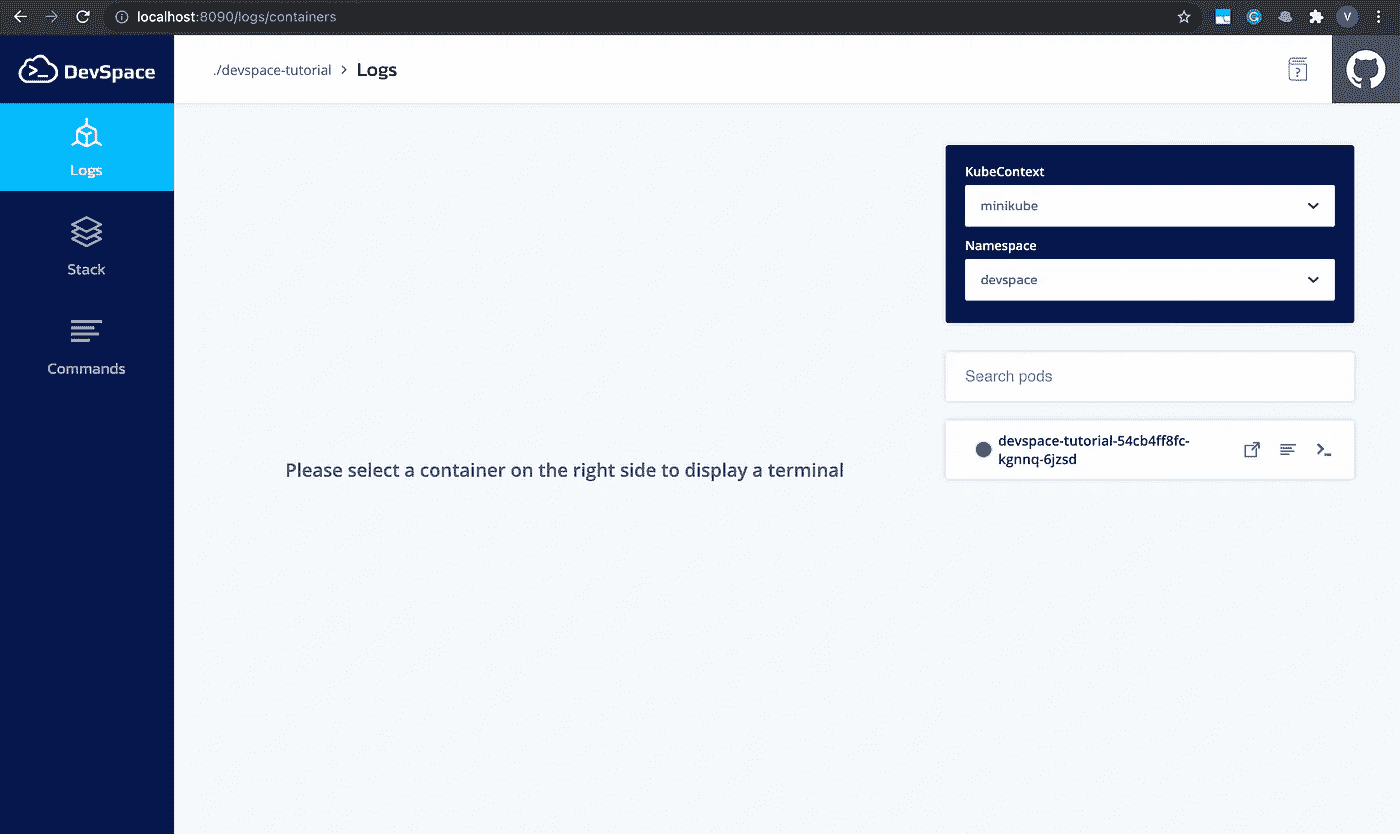 localhost:8090/logs/containers
V
DevSpace
./devspace-tutorial > Logs
?
Logs
Stack
Commands
KubeContext
minikube
Namespace
devspace
Search pods
devspace-tutorial-54cb4ff8fc-
kgnnq-6jzsd
Please select a container on the right side to display a terminal